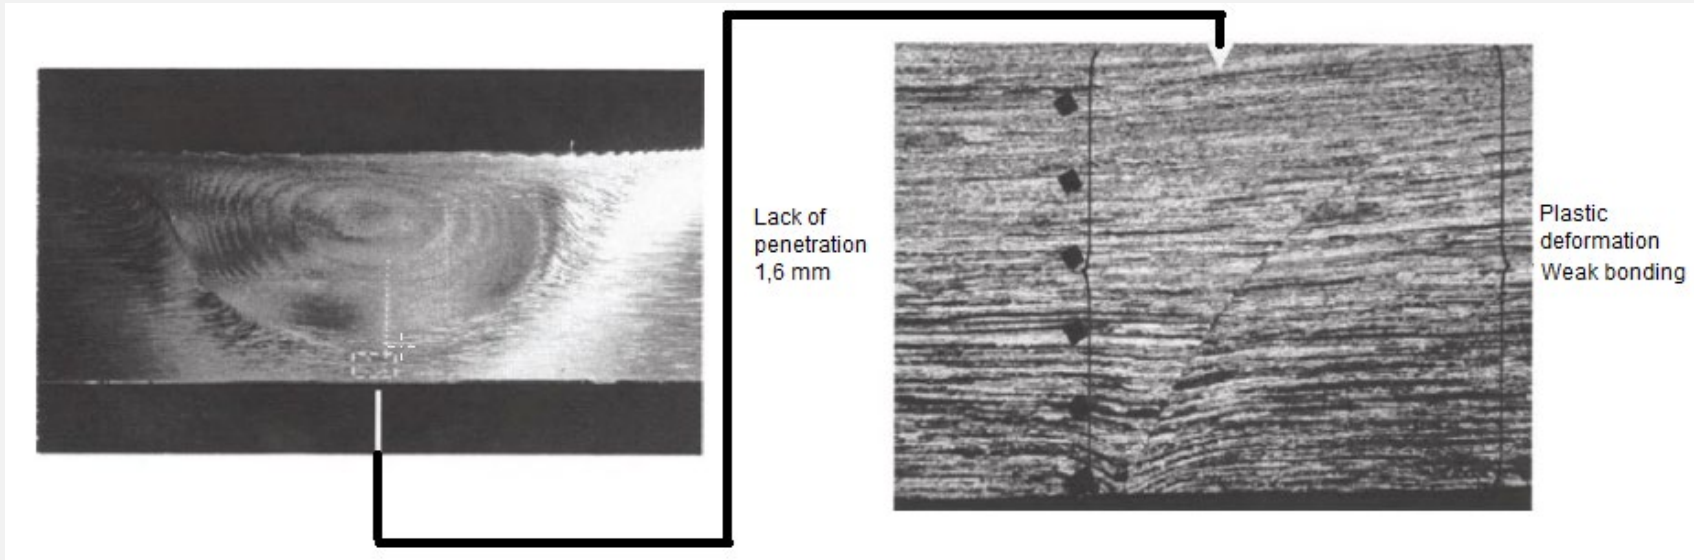 Lack of
penetration
1,6 mm
Plastic
deformation
Weak bonding